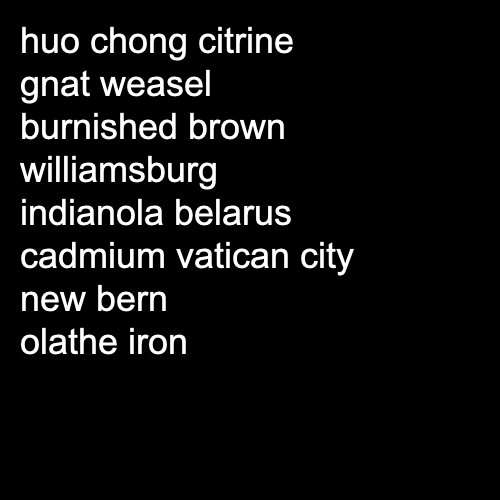 huo chong citrine
gnat weasel
burnished brown
williamsburg
indianola belarus
cadmium vatican city
new bern
olathe iron